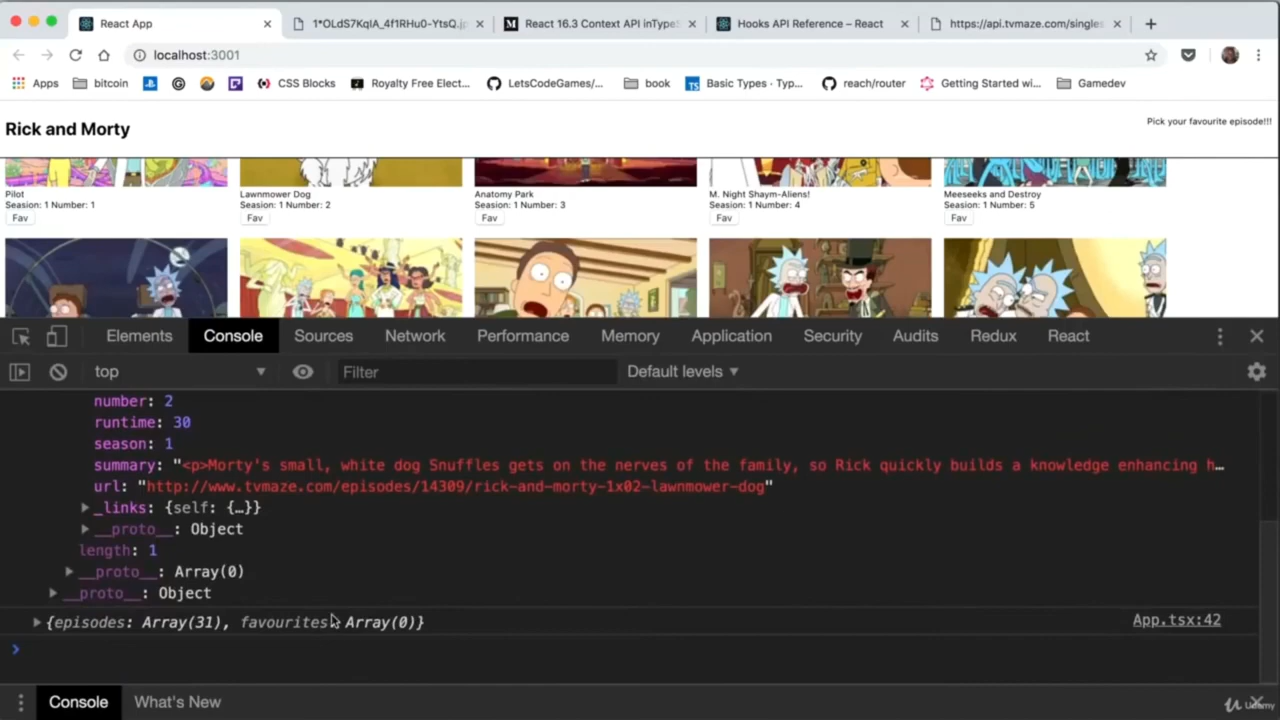 React App
1*OLdS7KqIA_4f1RHu0-YtsQ.jp
React 16.3 Context API inTypeS
Hooks API Reference – React
https://api.tvmaze.com/singles
localhost:3001
Apps
bitcoin
CSS Blocks
Royalty Free Elect...
LetsCodeGames/...
book
TS
Basic Types · Typ...
reach/router
Getting Started wi...
Gamedev
Rick and Morty
Pick your favourite episode!!!
Pilot
Lawnmower Dog
Anatomy Park
M. Night Shaym-Aliens!
Meeseeks and Destroy
Seasion: 1 Number: 1
Seasion: 1 Number: 2
Seasion: 1 Number: 3
Seasion: 1 Number: 4
Seasion: 1 Number: 5
Fav
Fav
Fav
Fav
Fav
Elements
Console
Sources
Network
Performance
Memory
Application
Security
Audits
Redux
React
top
Filter
Default levels
number: 2
runtime: 30
season: 1
summary: "<p>Morty's small, white dog Snuffles gets on the nerves of the family, so Rick quickly builds a knowledge enhancing h…
url: "http://www.tvmaze.com/episodes/14309/rick-and-morty-1x02-lawnmower-dog"
_links: {self: {…}}
__proto__: Object
length: 1
__proto__: Array(0)
__proto__: Object
{episodes: Array(31), favourites: Array(0)}
App.tsx:42
Console
What's New
Udemy